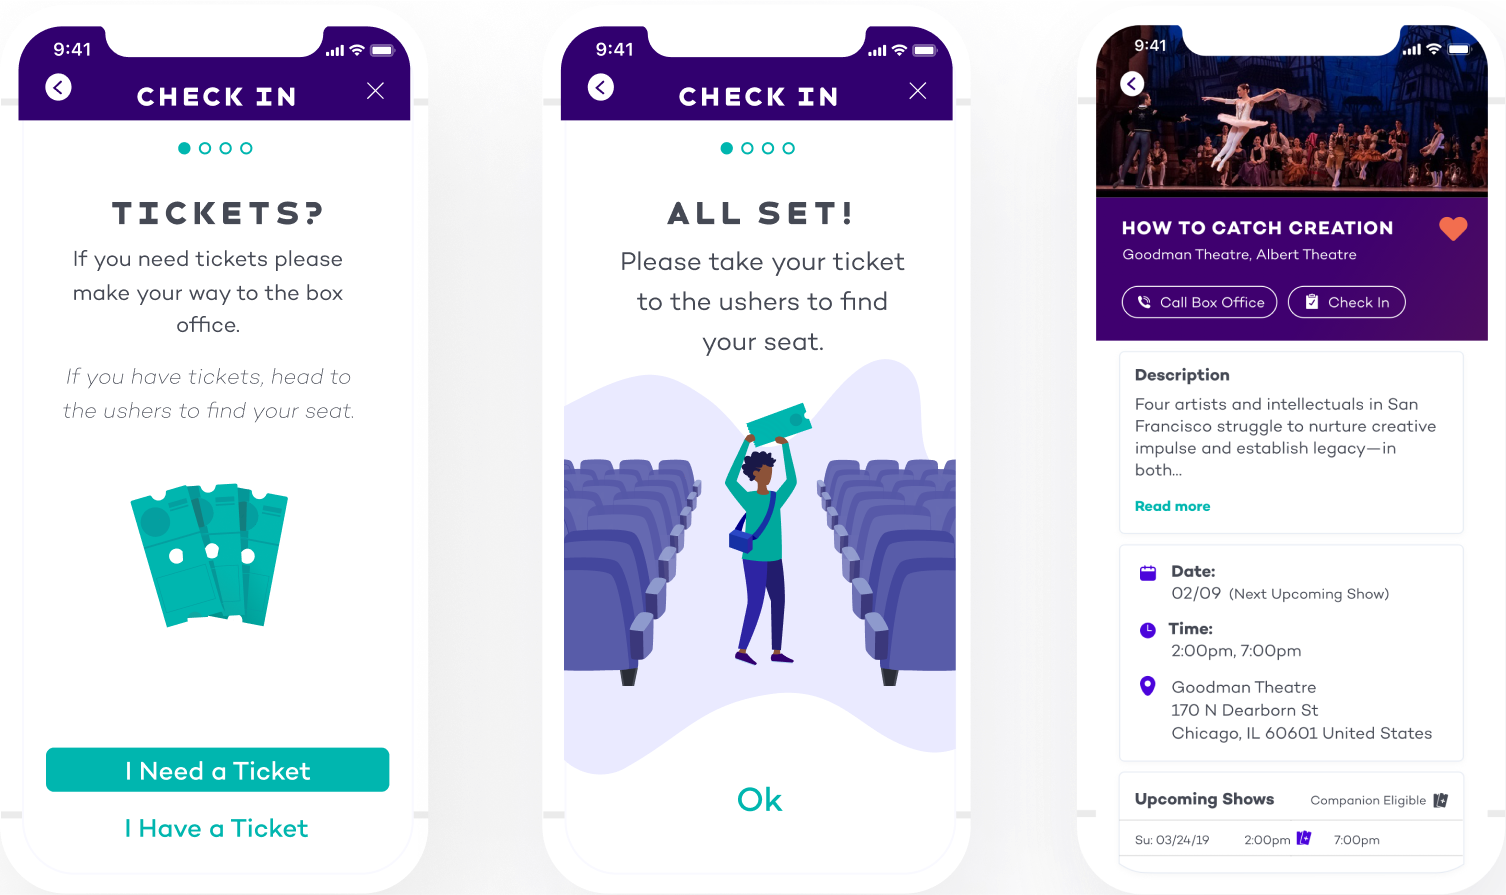 9:41
CHECK IN
TICKETS?
If you need tickets please
make your way to the box
office.
If you have tickets, head to
the ushers to find your seat.
I Need a Ticket
I Have a Ticket
9:41
CHECK IN
ALL SET!
Please take your ticket
to the ushers to find
your seat.
Ok
9:41
HOW TO CATCH CREATION
Goodman Theatre, Albert Theatre
Call Box Office
Check In
Description
Four artists and intellectuals in San
Francisco struggle to nurture creative
impulse and establish legacy—in
both...
Read more
Date:
02/09 (Next Upcoming Show)
Time:
2:00pm, 7:00pm
Goodman Theatre
170 N Dearborn St
Chicago, IL 60601 United States
Upcoming Shows Companion Eligible
Su: 03/24/19 2:00pm 7:00pm